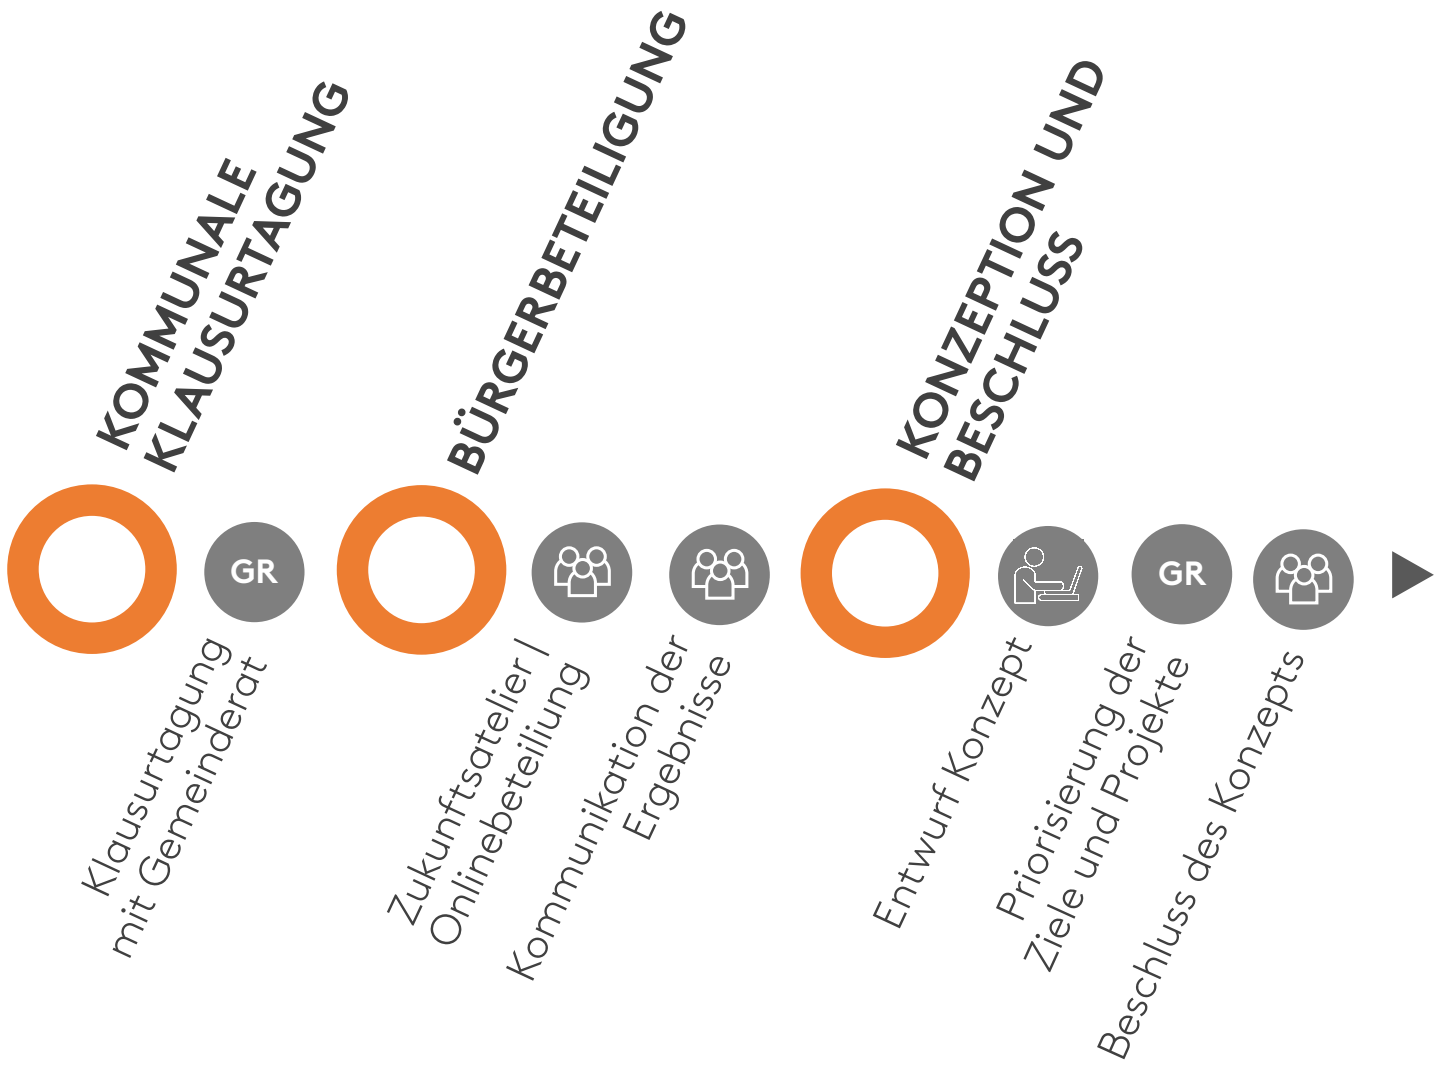 KOMMUNALE
KLAUSURTAGUNG
BÜRGERBETEILIGUNG
KONZEPTION UND
BESCHLUSS
GR
GR
Klausurtagung
mit Gemeinderat
Zukunftsatelier /
Onlinebeteiliung
Kommunikation der
Ergebnisse
Entwurf Konzept
Priorisierung der
Ziele und Projekte
Beschluss des Konzepts